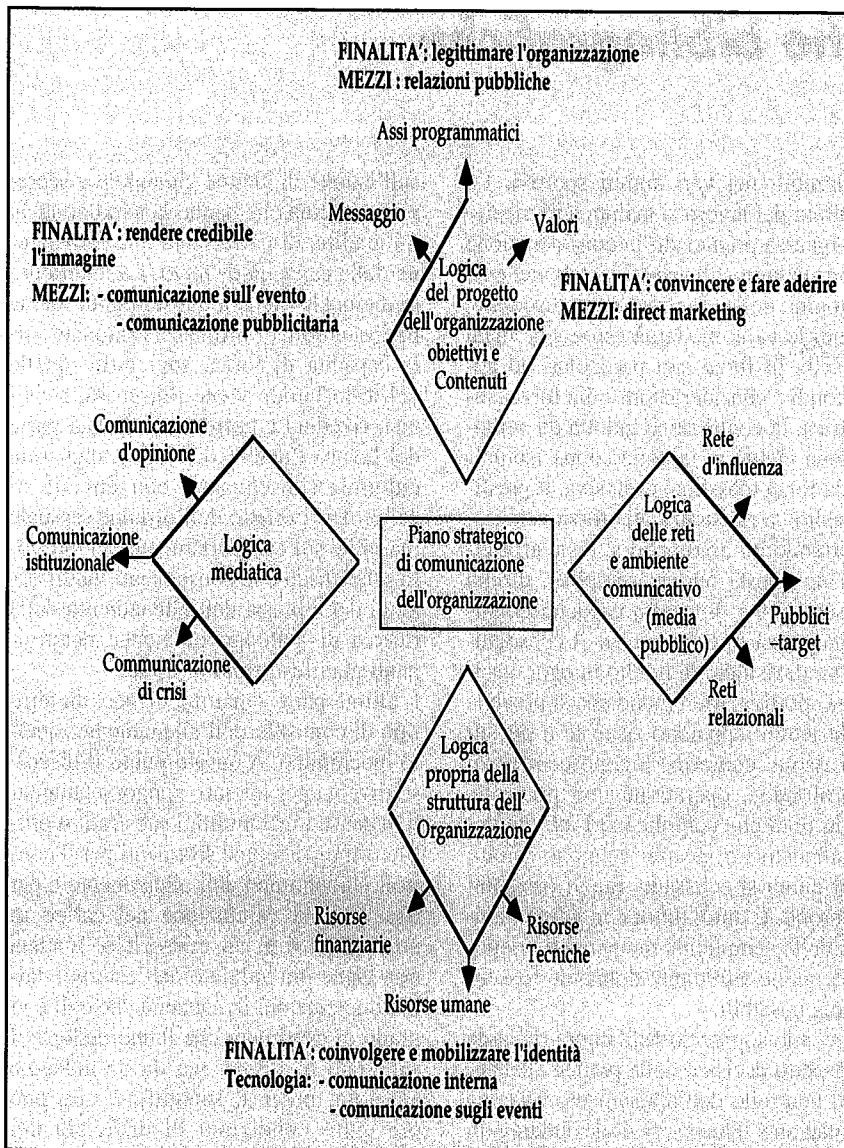 FINALITA': legittimare l'organizzazione
MEZZI : relazioni pubbliche
Assi programmatici
Messaggio
Valori
FINALITA': rendere credibile
l'immagine
MEZZI: - comunicazione sull'evento
- comunicazione pubblicitaria
Logica
del progetto
dell'organizzazione
obiettivi e
Contenuti
FINALITA': convincere e fare aderire
MEZZI: direct marketing
Comunicazione
d'opinione
Comunicazione
istituzionale
Communicazione
di crisi
Logica
mediatica
Piano strategico
di comunicazione
dell'organizzazione
Logica
delle reti
e ambiente
comunicativo
(media
pubblico)
Rete
d'influenza
Pubblici
-target
Reti
relazionali
Logica
propria della
struttura dell'
Organizzazione
Risorse
finanziarie
Risorse
Tecniche
Risorse umane
FINALITA': coinvolgere e mobilizzare l'identità
Tecnologia: - comunicazione interna
- comunicazione sugli eventi